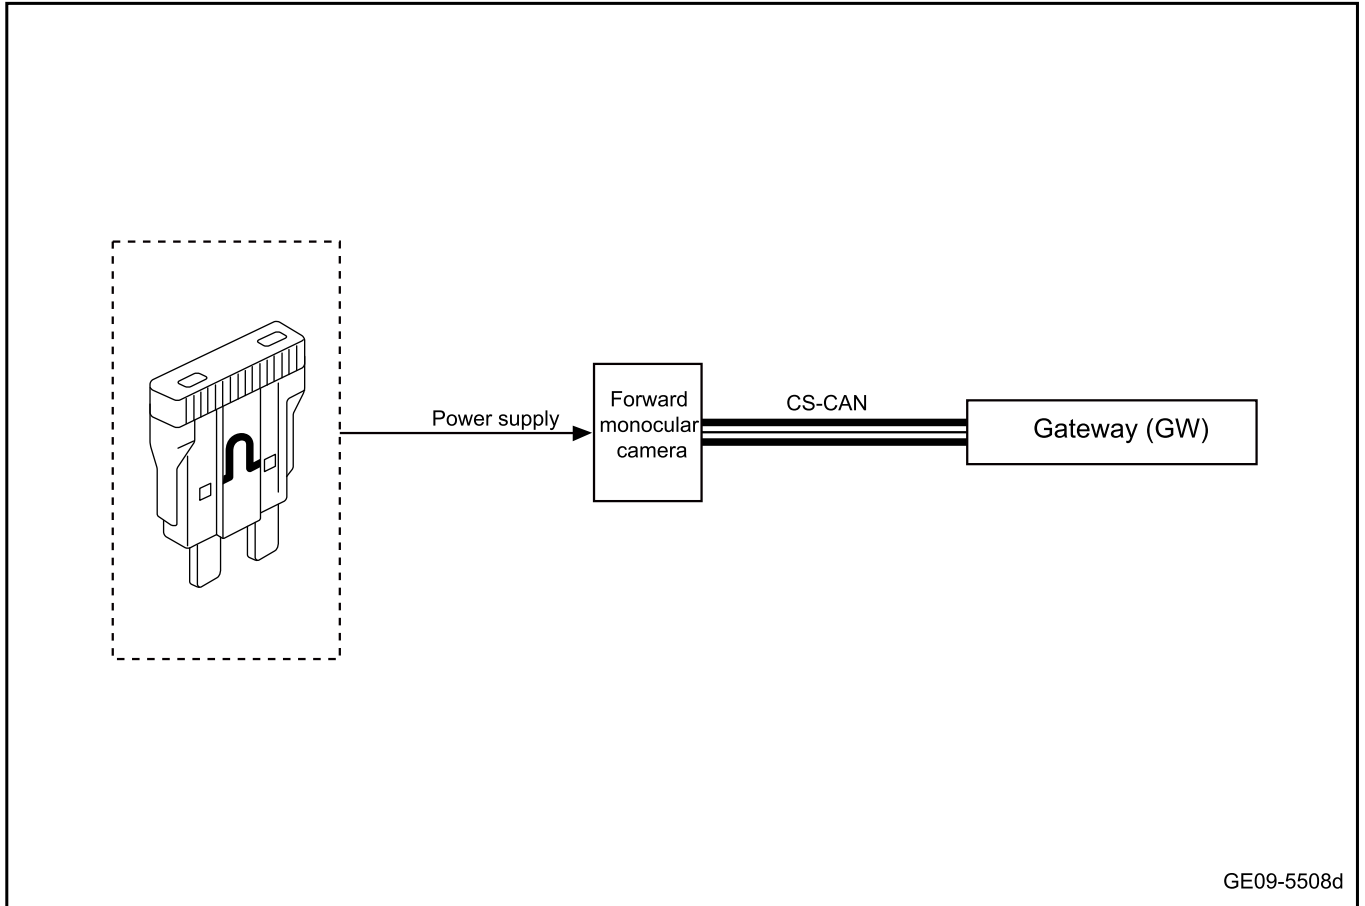 Power supply
Forward
monocular
camera
CS-CAN
Gateway (GW)
GE09-5508d